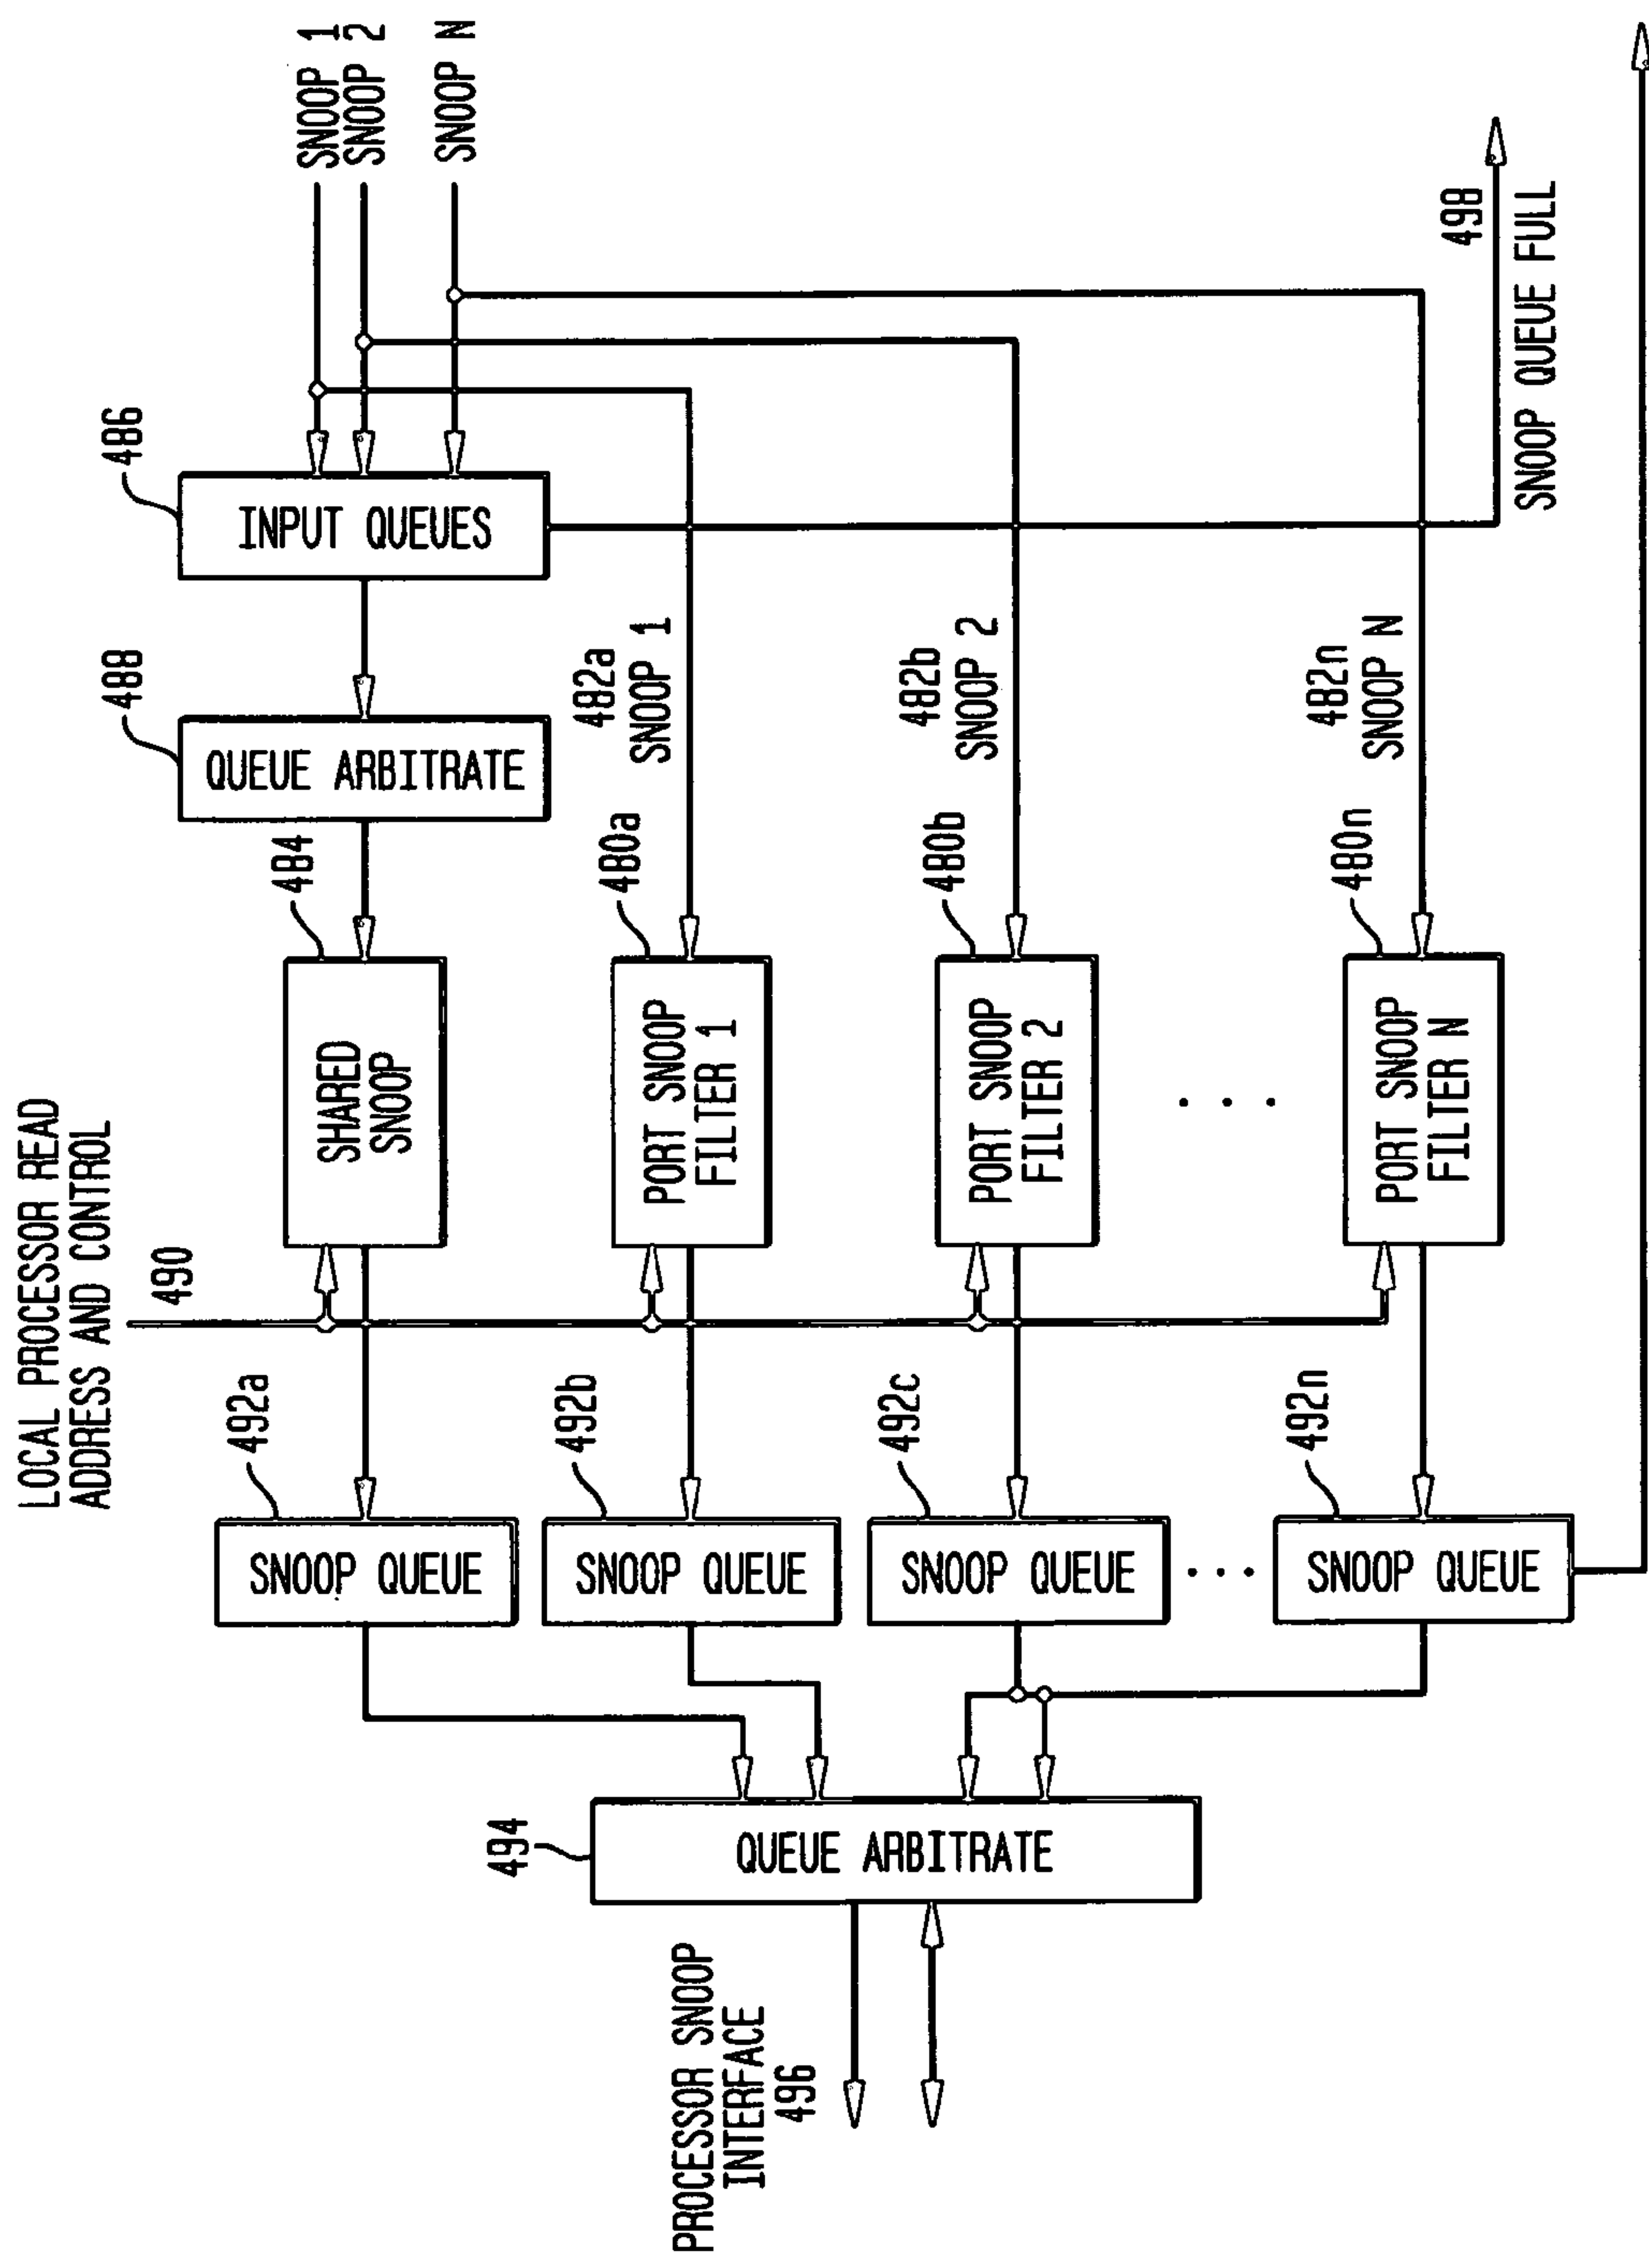 LOCAL PROCESSOR READ
ADDRESS AND CONTROL
490
SNOOP 1
SNOOP 2
SNOOP N
486
INPUT QUEUES
488
QUEUE ARBITRATE
484
SHARED
SNOOP
492a
SNOOP QUEUE
482a
SNOOP 1
480a
PORT SNOOP
FILTER 1
492b
SNOOP QUEUE
482b
SNOOP 2
480b
PORT SNOOP
FILTER 2
492c
SNOOP QUEUE
482n
SNOOP N
480n
PORT SNOOP
FILTER N
492n
SNOOP QUEUE
494
QUEUE ARBITRATE
PROCESSOR SNOOP
INTERFACE
496
498
SNOOP QUEUE FULL